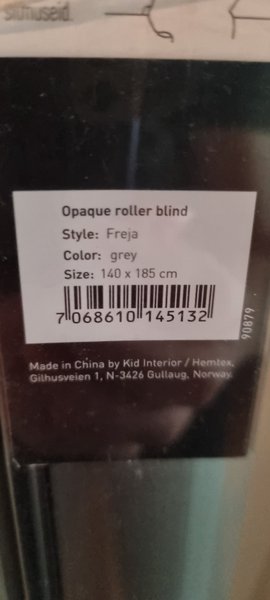 Opaque roller blind
Style: Freja
Color: grey
Size: 140 x 185 cm
7 068610 145132
90879
Made in China by Kid Interior / Hemtex,
Gilhusveien 1, N-3426 Gullaug, Norway.